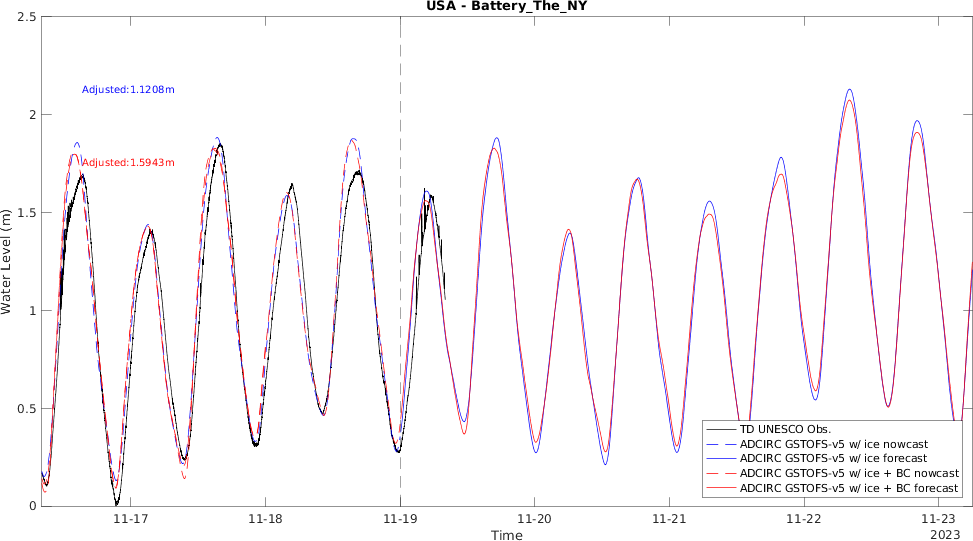 USA - Battery_The_NY
2.5
2
1.5
1
0.5
0
Water Level (m)
Adjusted:1.1208m
Adjusted:1.5943m
TD UNESCO Obs.
ADCIRC GSTOFS-v5 w/ ice nowcast
ADCIRC GSTOFS-v5 w/ ice forecast
ADCIRC GSTOFS-v5 w/ ice + BC nowcast
ADCIRC GSTOFS-v5 w/ ice + BC forecast
11-17 11-18 11-19 11-20 11-21 11-22 11-23
Time
2023